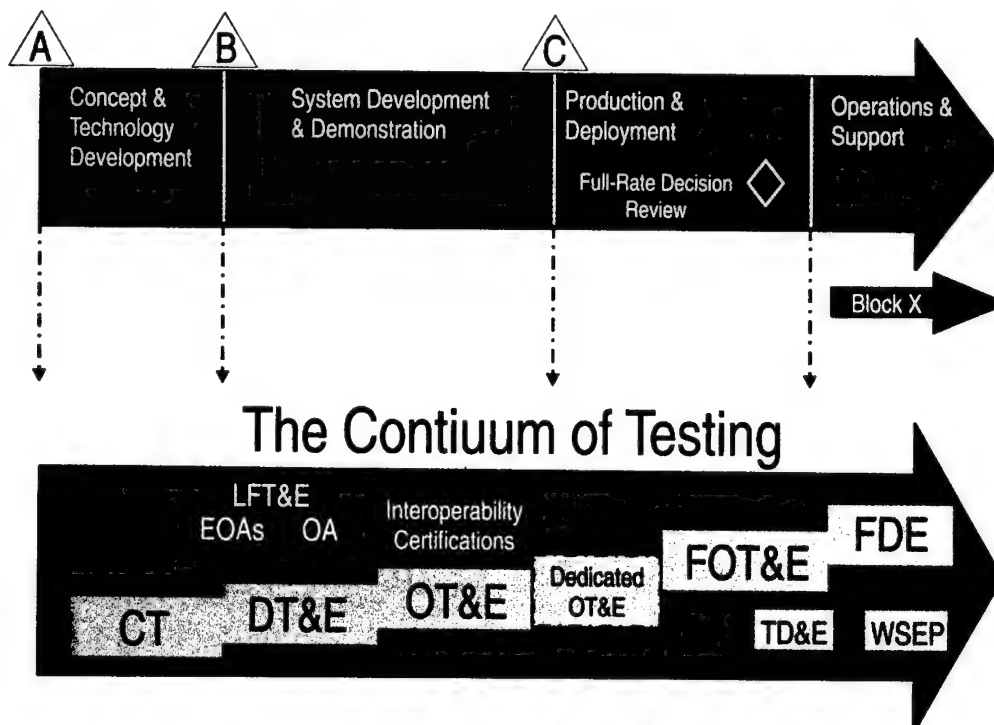 A
B
C
Concept &
Technology
Development
System Development
& Demonstration
Production &
Deployment
Full-Rate Decision
Review
Operations &
Support
Block X
The Contiuum of Testing
LFT&E
EOAs OA
Interoperability
Certifications
CT
DT&E
OT&E
Dedicated
OT&E
FOT&E
FDE
TD&E
WSEP